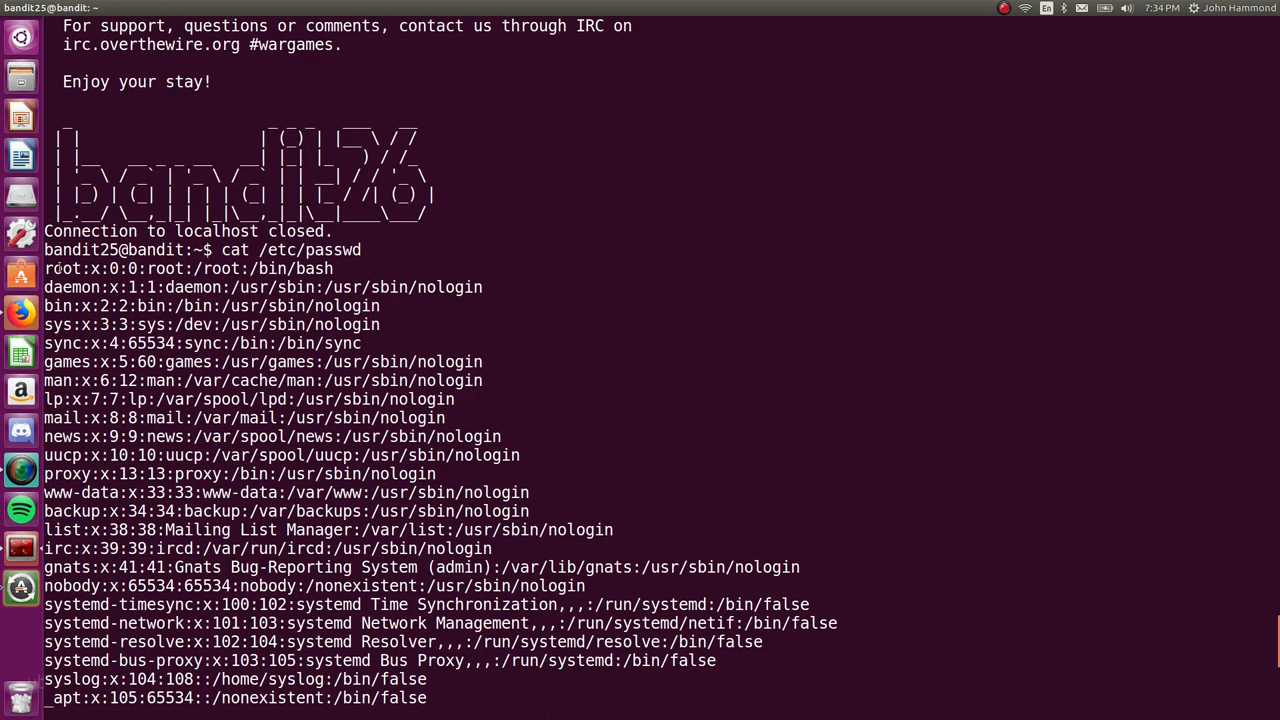 bandit25@bandit: ~
En
7:34 PM
John Hammond
For support, questions or comments, contact us through IRC on
irc.overthewire.org #wargames.
Enjoy your stay!
bandit26
Connection to localhost closed.
bandit25@bandit:~$ cat /etc/passwd
root:x:0:0:root:/root:/bin/bash
daemon:x:1:1:daemon:/usr/sbin:/usr/sbin/nologin
bin:x:2:2:bin:/bin:/usr/sbin/nologin
sys:x:3:3:sys:/dev:/usr/sbin/nologin
sync:x:4:65534:sync:/bin:/bin/sync
games:x:5:60:games:/usr/games:/usr/sbin/nologin
man:x:6:12:man:/var/cache/man:/usr/sbin/nologin
lp:x:7:7:lp:/var/spool/lpd:/usr/sbin/nologin
mail:x:8:8:mail:/var/mail:/usr/sbin/nologin
news:x:9:9:news:/var/spool/news:/usr/sbin/nologin
uucp:x:10:10:uucp:/var/spool/uucp:/usr/sbin/nologin
proxy:x:13:13:proxy:/bin:/usr/sbin/nologin
www-data:x:33:33:www-data:/var/www:/usr/sbin/nologin
backup:x:34:34:backup:/var/backups:/usr/sbin/nologin
list:x:38:38:Mailing List Manager:/var/list:/usr/sbin/nologin
irc:x:39:39:ircd:/var/run/ircd:/usr/sbin/nologin
gnats:x:41:41:Gnats Bug-Reporting System (admin):/var/lib/gnats:/usr/sbin/nologin
nobody:x:65534:65534:nobody:/nonexistent:/usr/sbin/nologin
systemd-timesync:x:100:102:systemd Time Synchronization,,,:/run/systemd:/bin/false
systemd-network:x:101:103:systemd Network Management,,,:/run/systemd/netif:/bin/false
systemd-resolve:x:102:104:systemd Resolver,,,:/run/systemd/resolve:/bin/false
systemd-bus-proxy:x:103:105:systemd Bus Proxy,,,:/run/systemd:/bin/false
syslog:x:104:108::/home/syslog:/bin/false
_apt:x:105:65534::/nonexistent:/bin/false